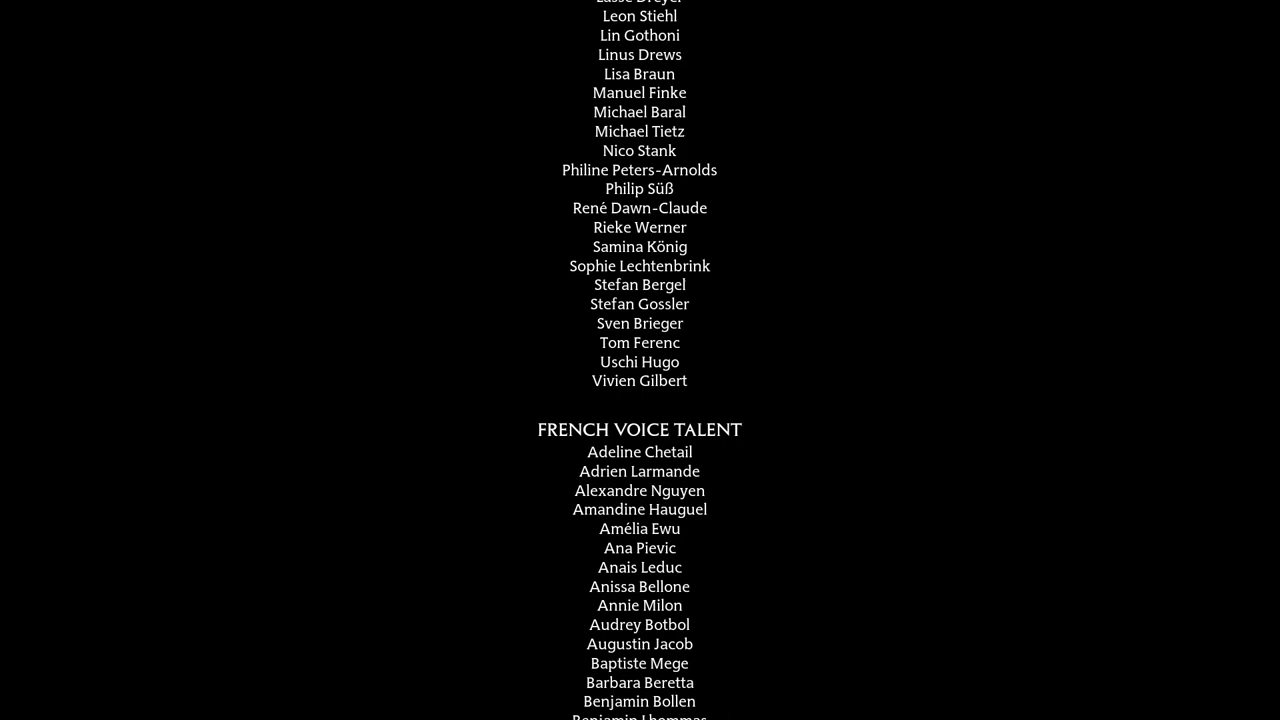 Leon Stiehl
Lin Gothoni
Linus Drews
Lisa Braun
Manuel Finke
Michael Baral
Michael Tietz
Nico Stank
Philine Peters-Arnolds
Philip Süß
René Dawn-Claude
Rieke Werner
Samina König
Sophie Lechtenbrink
Stefan Bergel
Stefan Gossler
Sven Brieger
Tom Ferenc
Uschi Hugo
Vivien Gilbert
FRENCH VOICE TALENT
Adeline Chetail
Adrien Larmande
Alexandre Nguyen
Amandine Hauguel
Amélia Ewu
Ana Pievic
Anais Leduc
Anissa Bellone
Annie Milon
Audrey Botbol
Augustin Jacob
Baptiste Mege
Barbara Beretta
Benjamin Bollen